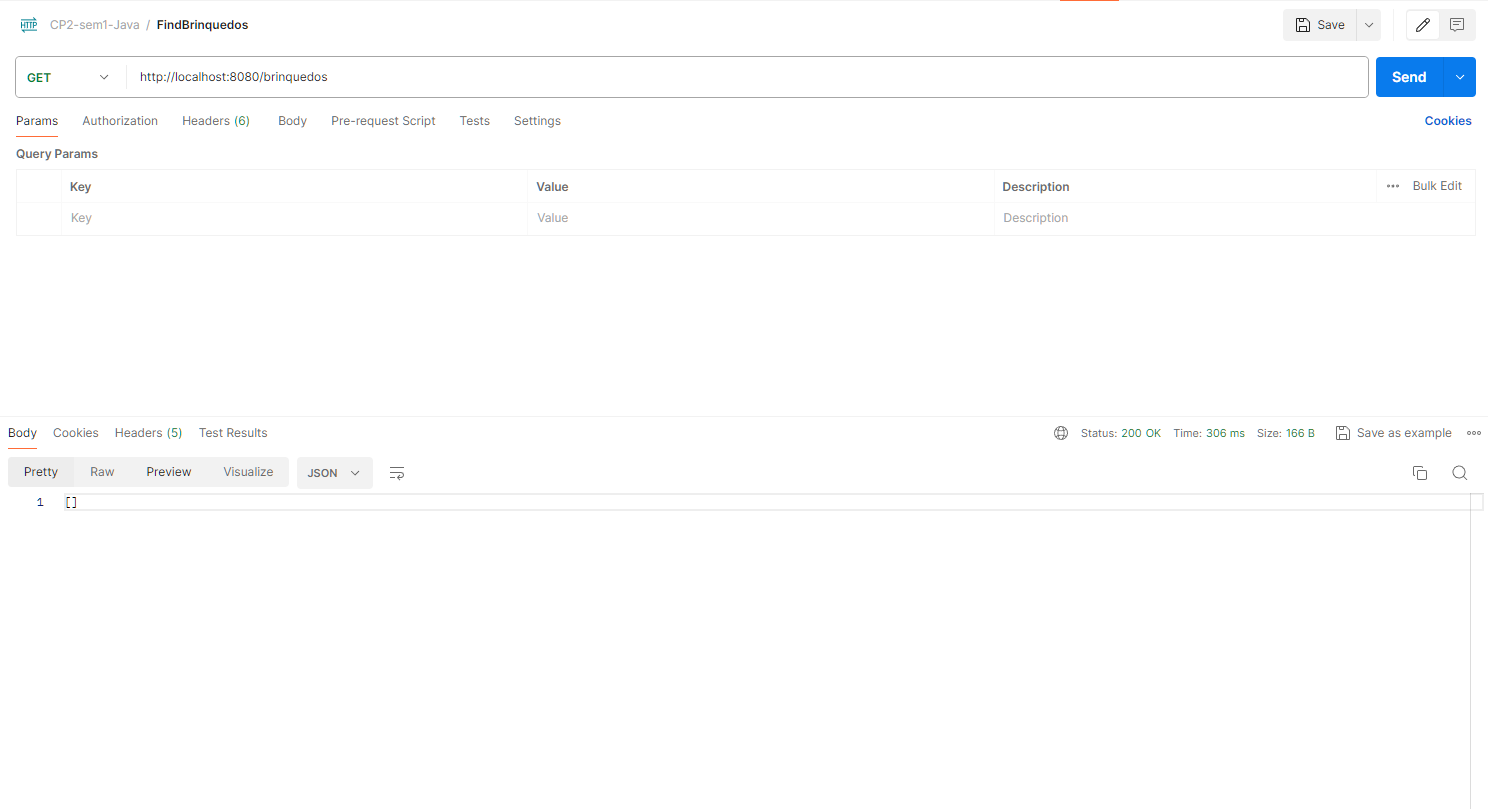 HTTP CP2-sem1-Java / FindBrinquedos Save
GET http://localhost:8080/brinquedos Send
Params Authorization Headers (6) Body Pre-request Script Tests Settings Cookies
Query Params
Key Value Description Bulk Edit
Key Value Description
Body Cookies Headers (5) Test Results Status: 200 OK Time: 306 ms Size: 166 B Save as example
Pretty Raw Preview Visualize JSON
1 []